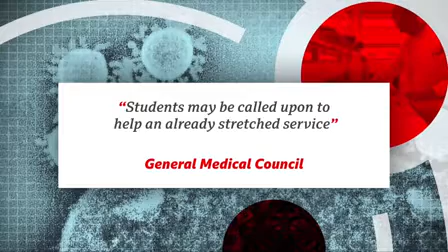 “Students may be called upon to
help an already stretched service”
General Medical Council